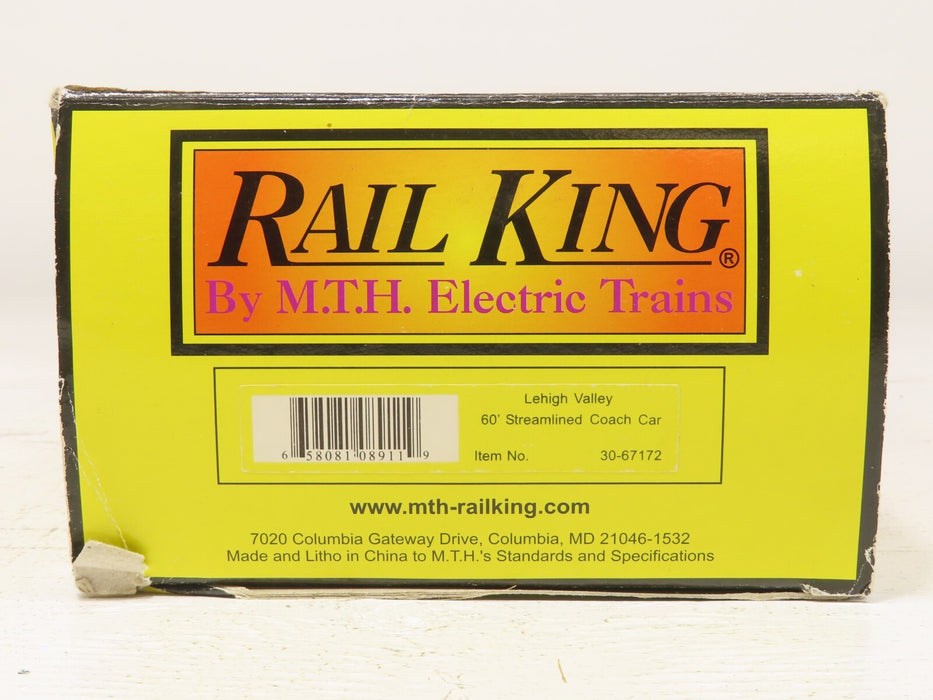 RAIL KING®
By M.T.H. Electric Trains
Lehigh Valley
60' Streamlined Coach Car
Item No. 30-67172
6 58081 08911 9
www.mth-railking.com
7020 Columbia Gateway Drive, Columbia, MD 21046-1532
Made and Litho in China to M.T.H.'s Standards and Specifications